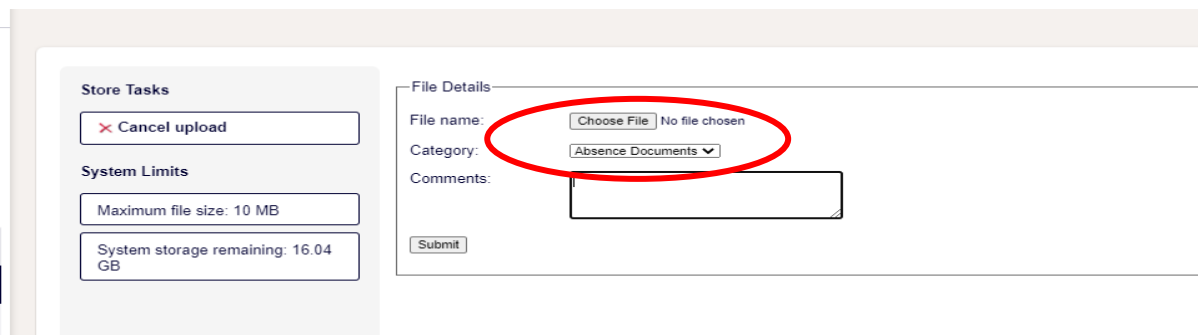 Store Tasks
Cancel upload
System Limits
Maximum file size: 10 MB
System storage remaining: 16.04
GB
File Details
File name: Choose File No file chosen
Category: Absence Documents
Comments:
Submit